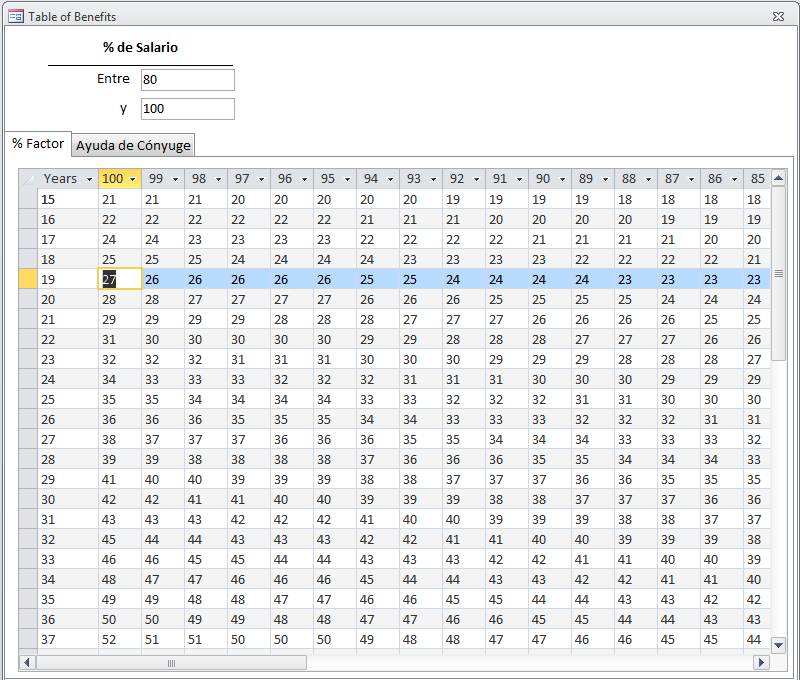 Table of Benefits
% de Salario
Entre 80
y 100
% Factor Ayuda de Cónyuge
Years 100 99 98 97 96 95 94 93 92 91 90 89 88 87 86 85
15 21 21 21 20 20 20 20 20 19 19 19 19 18 18 18 18
16 22 22 22 22 22 22 21 21 21 20 20 20 20 19 19 19
17 24 24 23 23 23 23 22 22 22 22 21 21 21 21 20 20
18 25 25 25 24 24 24 24 23 23 23 23 22 22 22 22 21
19 27 26 26 26 26 26 25 25 24 24 24 24 23 23 23 23
20 28 28 27 27 27 27 26 26 26 25 25 25 25 24 24 24
21 29 29 29 29 28 28 28 27 27 27 26 26 26 26 25 25
22 31 30 30 30 30 30 29 29 28 28 28 27 27 27 26 26
23 32 32 32 31 31 31 30 30 30 29 29 29 28 28 28 27
24 34 33 33 33 32 32 32 31 31 31 30 30 30 29 29 29
25 35 35 34 34 34 34 33 33 32 32 32 31 31 30 30 30
26 36 36 36 35 35 35 34 34 33 33 33 32 32 32 31 31
27 38 37 37 37 36 36 36 35 35 34 34 34 33 33 33 32
28 39 39 38 38 38 38 37 36 36 36 35 35 34 34 34 33
29 41 40 40 39 39 39 38 38 37 37 37 36 36 35 35 35
30 42 42 41 41 40 40 39 39 39 38 38 37 37 37 36 36
31 43 43 43 42 42 42 41 40 40 39 39 39 38 38 37 37
32 45 44 44 43 43 43 42 42 41 41 40 40 39 39 39 38
33 46 46 45 45 44 44 43 43 43 42 42 41 41 40 40 39
34 48 47 47 46 46 46 45 44 44 43 43 42 42 41 41 40
35 49 49 48 48 47 47 46 46 45 45 44 44 43 43 42 42
36 50 50 49 49 48 48 47 47 46 46 45 45 44 44 43 43
37 52 51 51 50 50 50 49 48 48 47 47 46 46 45 45 44